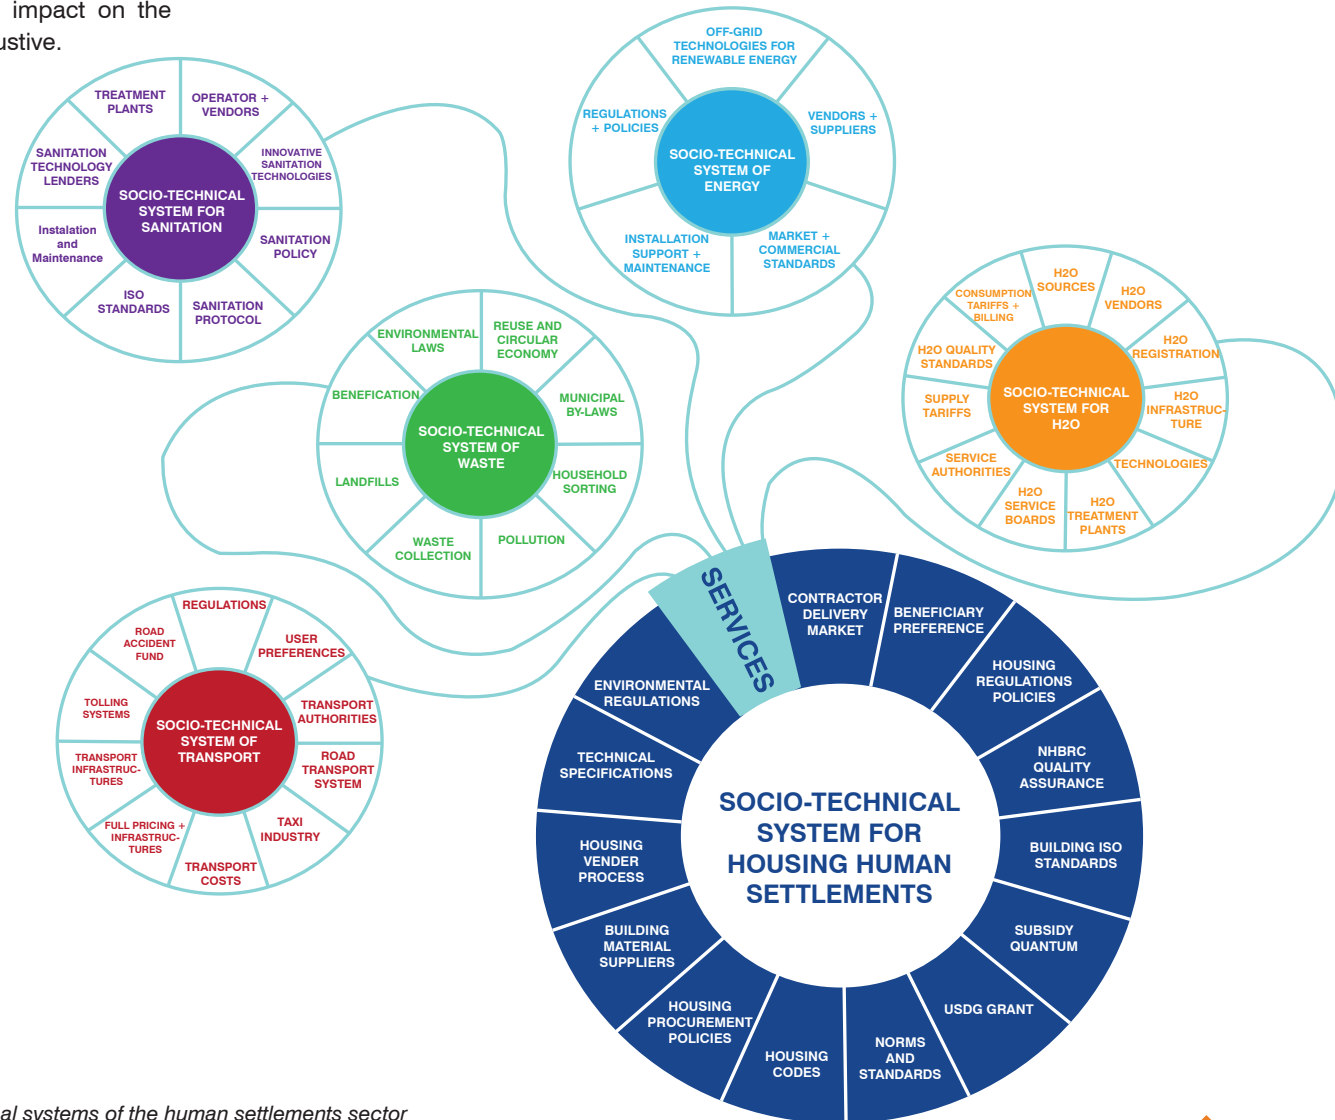 impact on the
ustive.
TREATMENT
PLANTS
OPERATOR +
VENDORS
INNOVATIVE
SANITATION
TECHNOLOGIES
SANITATION
POLICY
SANITATION
PROTOCOL
ISO
STANDARDS
Instalation
and
Maintenance
SANITATION
TECHNOLOGY
LENDERS
SOCIO-TECHNICAL
SYSTEM FOR
SANITATION
OFF-GRID
TECHNOLOGIES FOR
RENEWABLE ENERGY
VENDORS +
SUPPLIERS
MARKET +
COMMERCIAL
STANDARDS
INSTALLATION
SUPPORT +
MAINTENANCE
REGULATIONS
+ POLICIES
SOCIO-TECHNICAL
SYSTEM OF
ENERGY
H2O
SOURCES
H2O
VENDORS
H2O
REGISTRATION
H2O
INFRASTRUC-
TURE
TECHNOLOGIES
H2O
TREATMENT
PLANTS
H2O
SERVICE
BOARDS
SERVICE
AUTHORITIES
SUPPLY
TARIFFS
H2O QUALITY
STANDARDS
CONSUMPTION
TARIFFS +
BILLING
SOCIO-TECHNICAL
SYSTEM FOR
H2O
ENVIRONMENTAL
LAWS
REUSE AND
CIRCULAR
ECONOMY
MUNICIPAL
BY-LAWS
HOUSEHOLD
SORTING
POLLUTION
WASTE
COLLECTION
LANDFILLS
BENEFICATION
SOCIO-TECHNICAL
SYSTEM OF
WASTE
REGULATIONS
USER
PREFERENCES
TRANSPORT
AUTHORITIES
ROAD
TRANSPORT
SYSTEM
TAXI
INDUSTRY
TRANSPORT
COSTS
FULL PRICING +
INFRASTRUC-
TURES
TRANSPORT
INFRASTRUC-
TURES
TOLLING
SYSTEMS
ROAD
ACCIDENT
FUND
SOCIO-TECHNICAL
SYSTEM OF
TRANSPORT
SERVICES
CONTRACTOR
DELIVERY
MARKET
BENEFICIARY
PREFERENCE
HOUSING
REGULATIONS
POLICIES
NHBRC
QUALITY
ASSURANCE
BUILDING ISO
STANDARDS
SUBSIDY
QUANTUM
USDG GRANT
NORMS
AND
STANDARDS
HOUSING
CODES
HOUSING
PROCUREMENT
POLICIES
BUILDING
MATERIAL
SUPPLIERS
HOUSING
VENDER
PROCESS
TECHNICAL
SPECIFICATIONS
ENVIRONMENTAL
REGULATIONS
SOCIO-TECHNICAL
SYSTEM FOR
HOUSING HUMAN
SETTLEMENTS
al systems of the human settlements sector